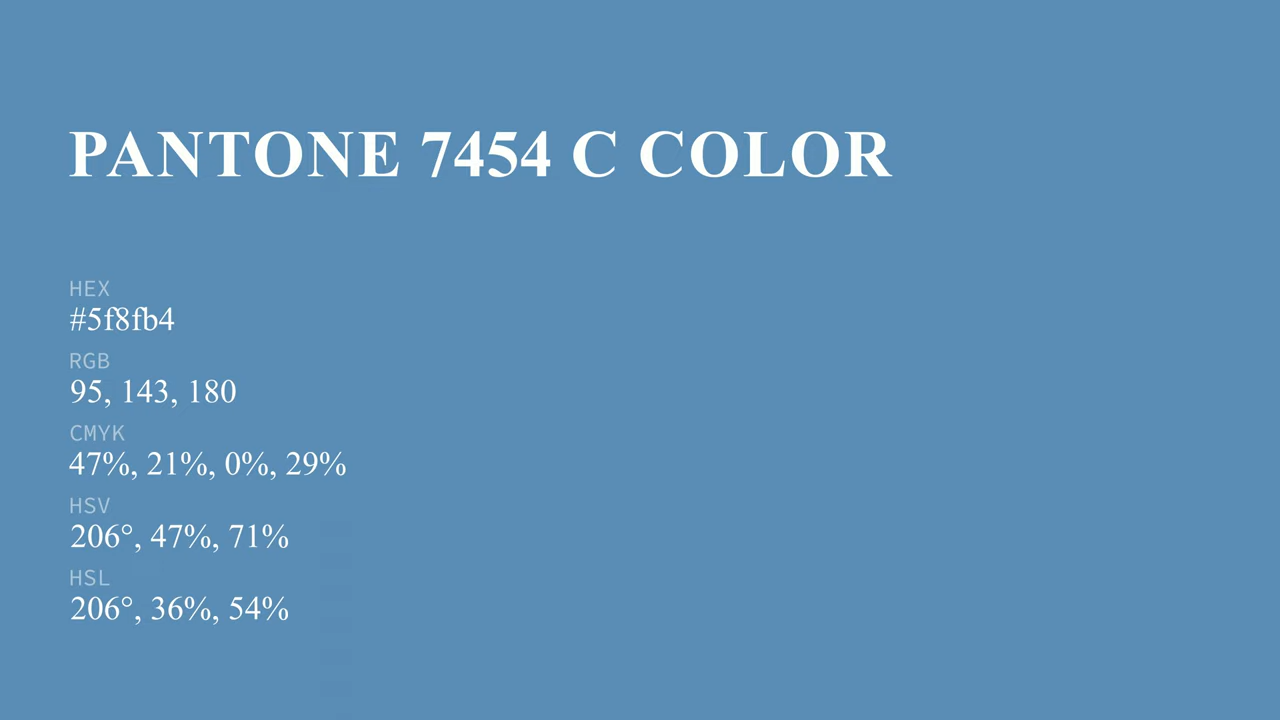 PANTONE 7454 C COLOR
HEX
#5f8fb4
RGB
95, 143, 180
CMYK
47%, 21%, 0%, 29%
HSV
206°, 47%, 71%
HSL
206°, 36%, 54%